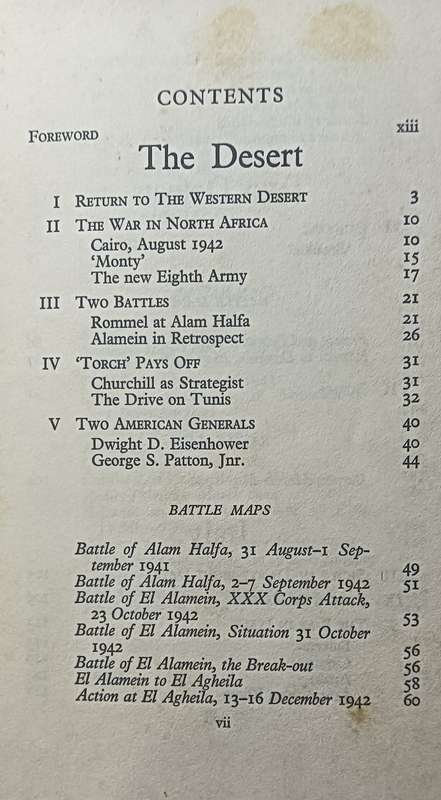 CONTENTS
FOREWORD xiii
The Desert
I RETURN TO THE WESTERN DESERT 3
II THE WAR IN NORTH AFRICA 10
Cairo, August 1942 10
‘Monty’ 15
The new Eighth Army 17
III TWO BATTLES 21
Rommel at Alam Halfa 21
Alamein in Retrospect 26
IV ‘TORCH’ PAYS OFF 31
Churchill as Strategist 31
The Drive on Tunis 32
V TWO AMERICAN GENERALS 40
Dwight D. Eisenhower 40
George S. Patton, Jnr. 44
BATTLE MAPS
Battle of Alam Halfa, 31 August–1 Sep-
tember 1941 49
Battle of Alam Halfa, 2–7 September 1942 51
Battle of El Alamein, XXX Corps Attack,
23 October 1942 53
Battle of El Alamein, Situation 31 October
1942 56
Battle of El Alamein, the Break-out 56
El Alamein to El Agheila 58
Action at El Agheila, 13–16 December 1942 60
vii